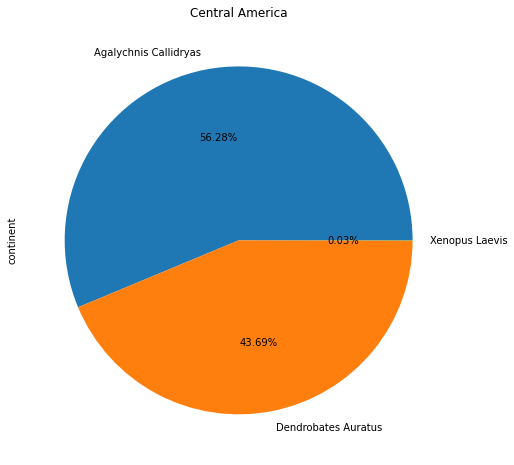 Central America
Agalychnis Callidryas
56.28%
continent
0.03%
Xenopus Laevis
43.69%
Dendrobates Auratus